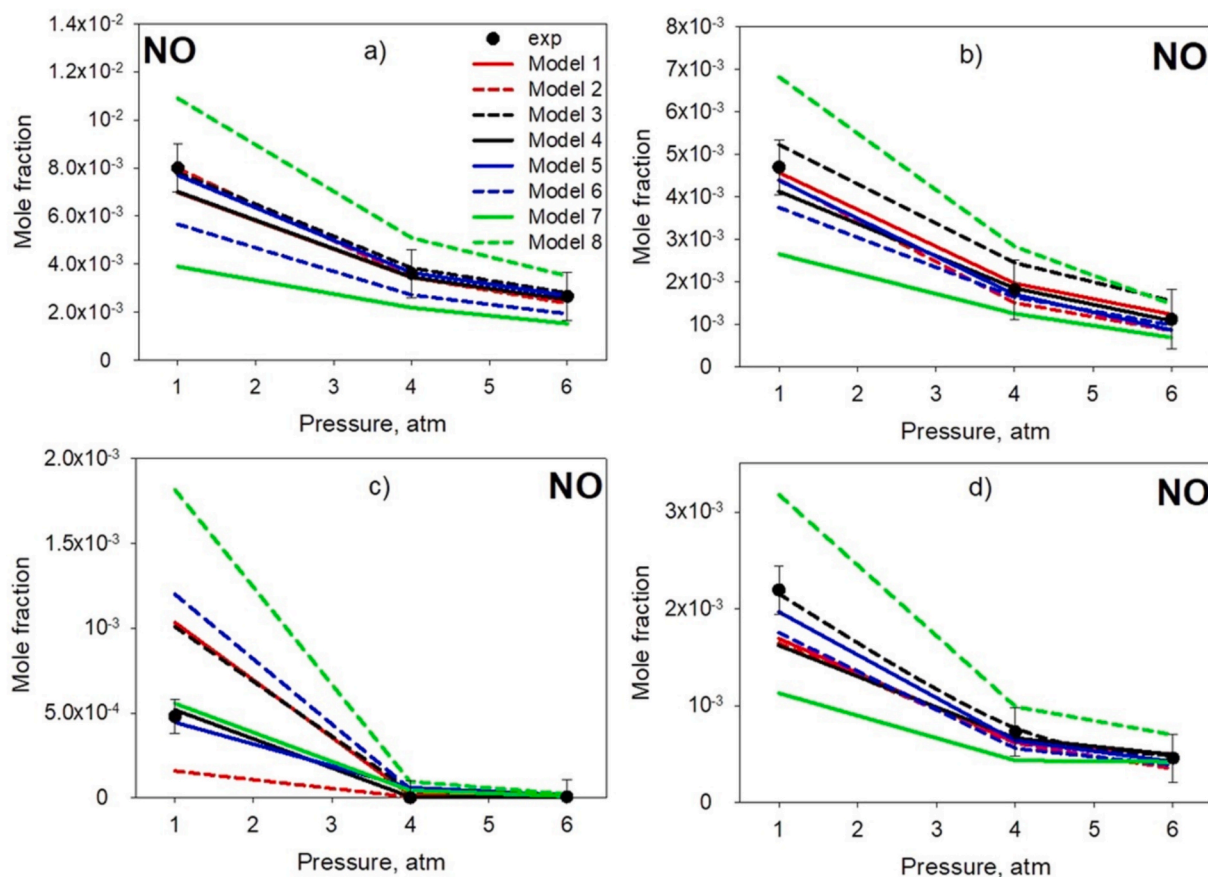 NO
a)
exp
Model 1
Model 2
Model 3
Model 4
Model 5
Model 6
Model 7
Model 8
1.4x10⁻²
1.2x10⁻²
10⁻²
8.0x10⁻³
6.0x10⁻³
4.0x10⁻³
2.0x10⁻³
0
Mole fraction
1 2 3 4 5 6
Pressure, atm
b)
NO
8x10⁻³
7x10⁻³
6x10⁻³
5x10⁻³
4x10⁻³
3x10⁻³
2x10⁻³
10⁻³
0
Mole fraction
1 2 3 4 5 6
Pressure, atm
c)
NO
2.0x10⁻³
1.5x10⁻³
10⁻³
5.0x10⁻⁴
0
Mole fraction
1 2 3 4 5 6
Pressure, atm
d)
NO
3x10⁻³
2x10⁻³
10⁻³
0
Mole fraction
1 2 3 4 5 6
Pressure, atm